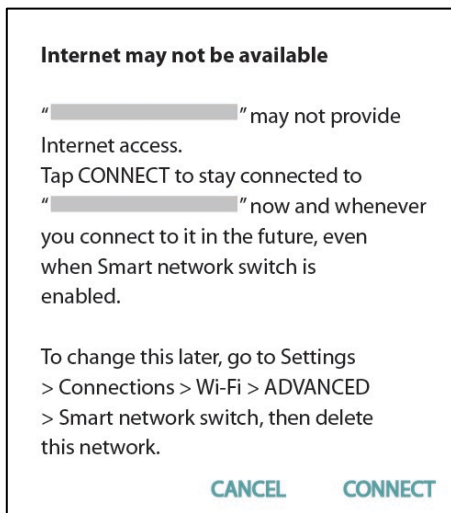 Internet may not be available
“ ” may not provide
Internet access.
Tap CONNECT to stay connected to
“ ” now and whenever
you connect to it in the future, even
when Smart network switch is
enabled.
To change this later, go to Settings
> Connections > Wi-Fi > ADVANCED
> Smart network switch, then delete
this network.
CANCEL CONNECT